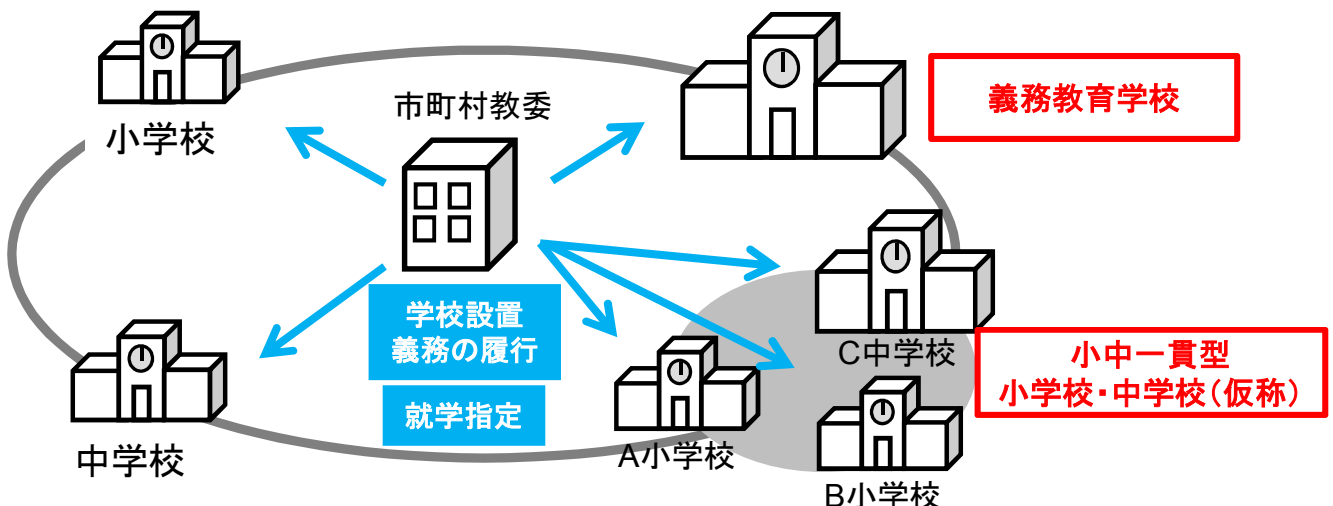 市町村教委
小学校
義務教育学校
学校設置
義務の履行
就学指定
中学校
C中学校
小中一貫型
小学校・中学校(仮称)
A小学校
B小学校